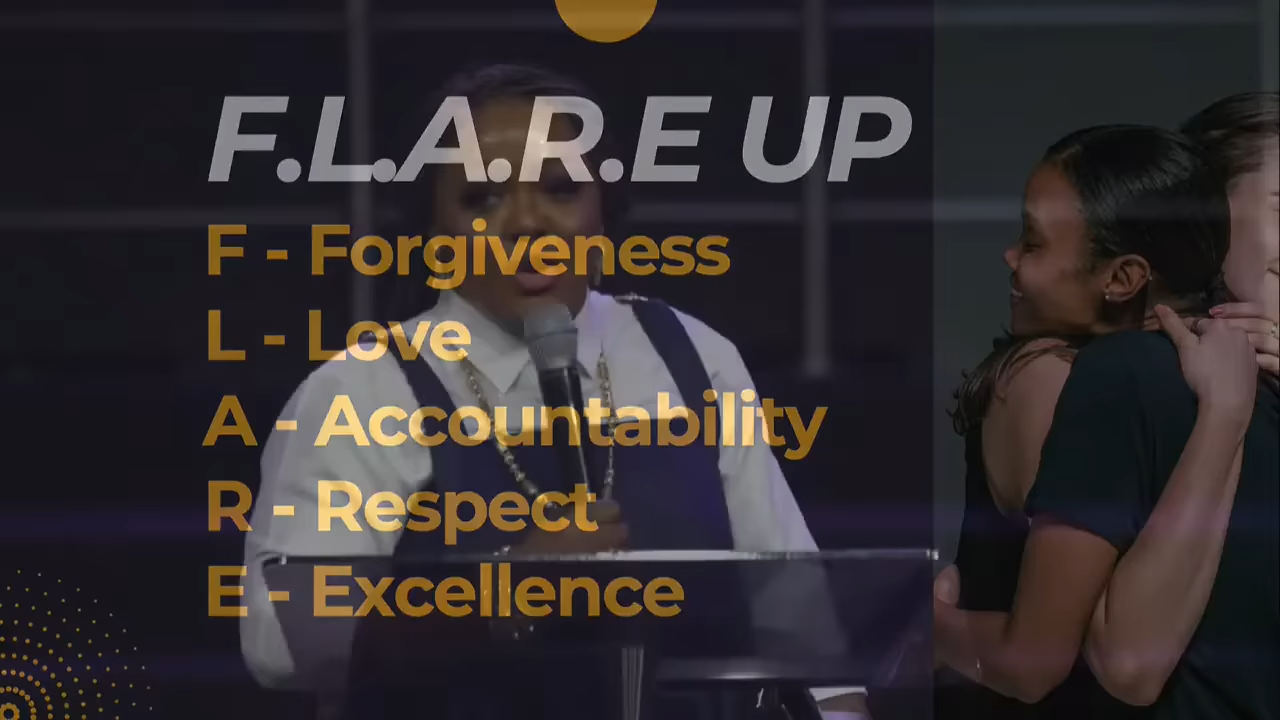 F.L.A.R.E UP
F - Forgiveness
L - Love
A - Accountability
R - Respect
E - Excellence